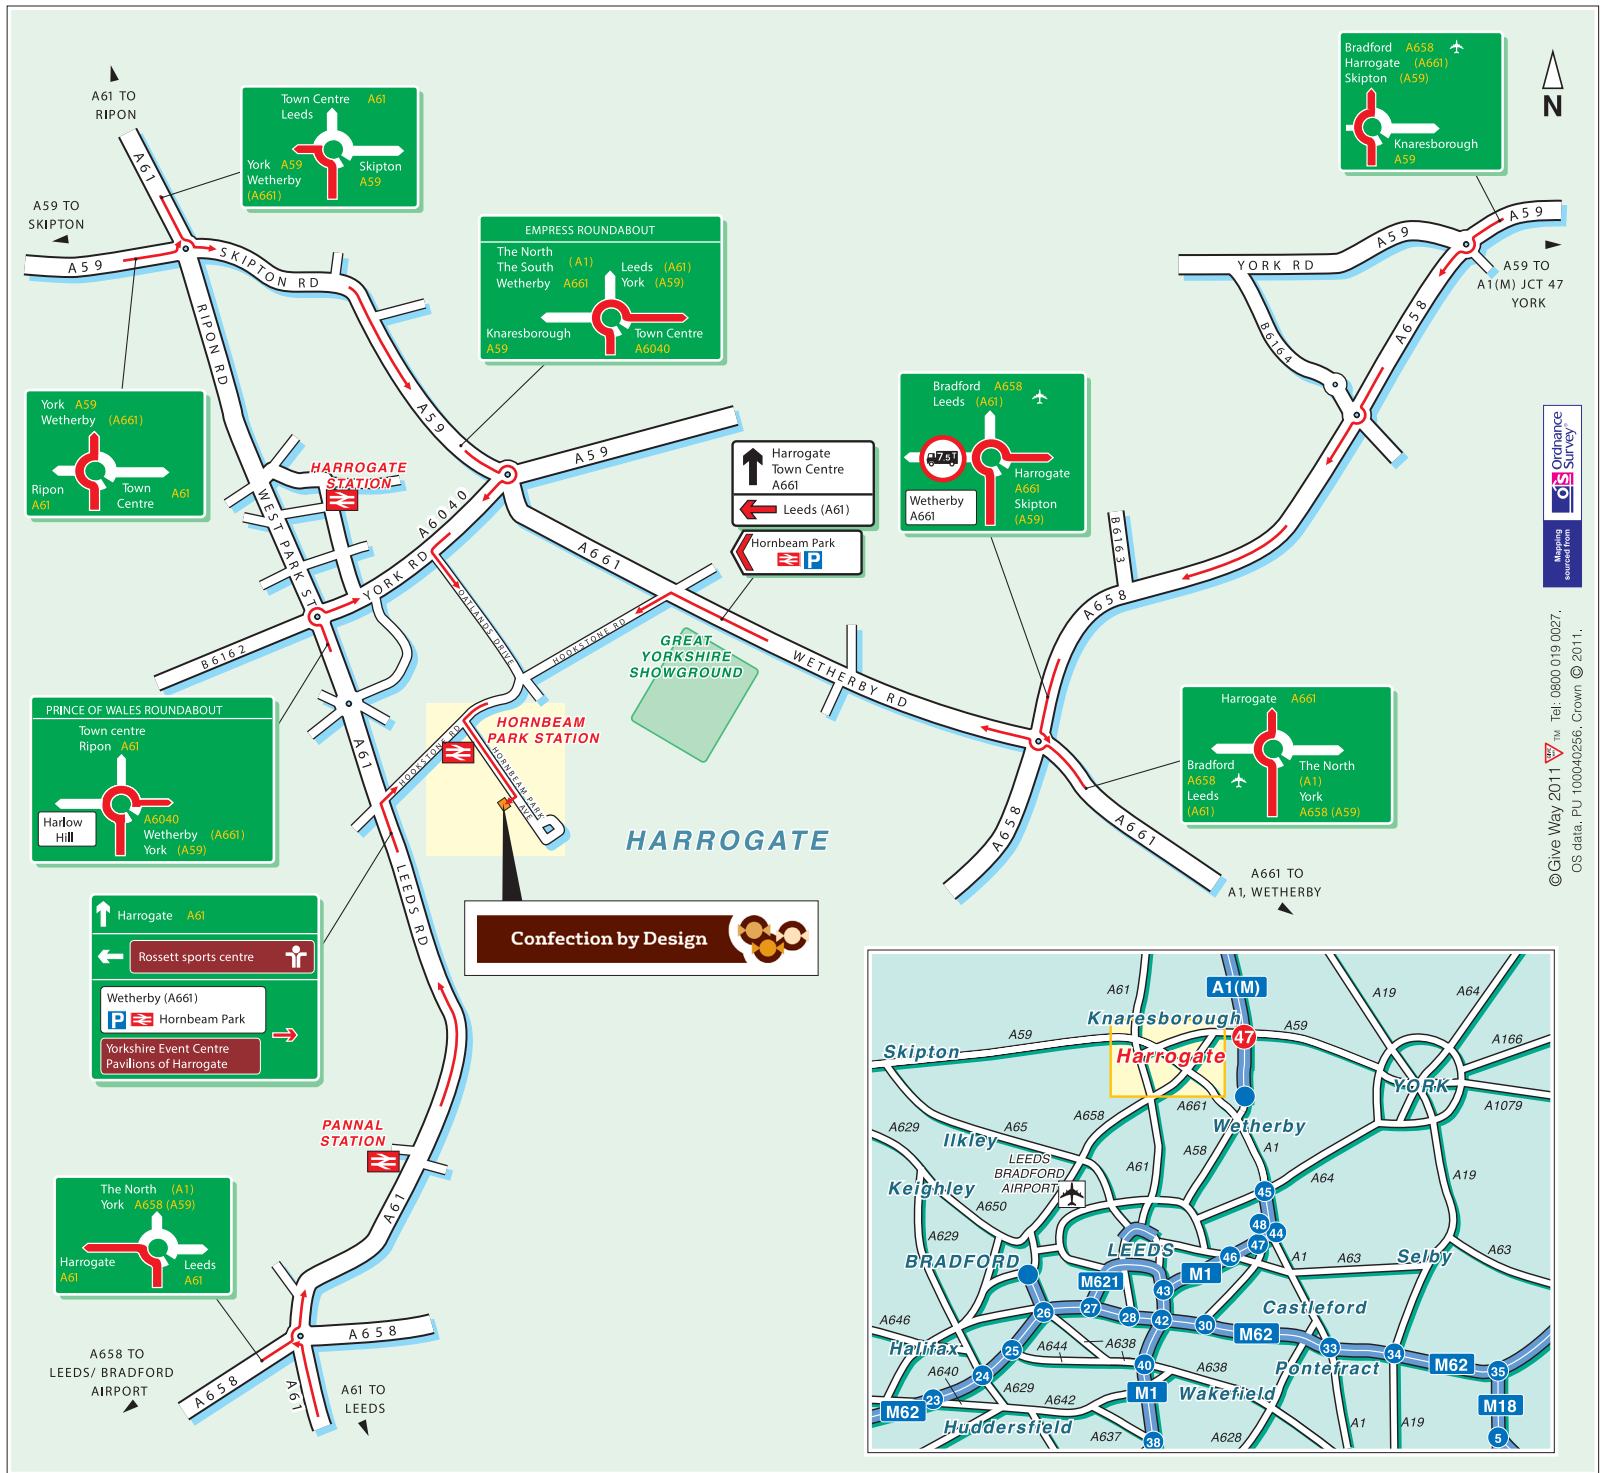 A61 TO
RIPON
A61
Town Centre A61
Leeds
York A59
Wetherby
(A661)
Skipton
A59
A59 TO
SKIPTON
A59
SKIPTON RD
RIPON RD
EMPRESS ROUNDABOUT
The North
The South (A1)
Wetherby A661
Leeds (A61)
York (A59)
Knaresborough
A59
Town Centre
A6040
Bradford A658
Harrogate (A661)
Skipton (A59)
Knaresborough
A59
N
A59
A59
YORK RD
A59 TO
A1(M) JCT 47
YORK
A658
B6164
York A59
Wetherby (A661)
Ripon
A61
Town
Centre
A61
A59
A59
HARROGATE
STATION
WEST PARK ST
A6040
YORK RD
A661
Harrogate
Town Centre
A661
Leeds (A61)
Hornbeam Park
P
Bradford A658
Leeds (A61)
7.5T
Wetherby
A661
Harrogate
A661
Skipton
(A59)
Ordnance
Survey®
Mapping
sourced from
B6163
A658
OATLANDS DRIVE
HOOKSTONE RD
GREAT
YORKSHIRE
SHOWGROUND
WETHERBY RD
B6162
PRINCE OF WALES ROUNDABOUT
Town centre
Ripon A61
Harlow
Hill
A6040
Wetherby (A661)
York (A59)
A61
HOOKSTONE RD
HORNBEAM
PARK STATION
HORNBEAM PARK
AVE
HARROGATE
Harrogate A661
Bradford
A658
Leeds
(A61)
The North
(A1)
York
A658 (A59)
A658
A661
A661 TO
A1, WETHERBY
©Give Way 2011 ™ Tel: 0800 019 0027.
OS data. PU 100040256. Crown © 2011.
LEEDS RD
Harrogate A61
Rossett sports centre
Wetherby (A661)
P Hornbeam Park
Yorkshire Event Centre
Pavilions of Harrogate
Confection by Design
PANNAL
STATION
A61
The North (A1)
York A658 (A59)
Harrogate
A61
Leeds
A61
A658
A658
A61
A658 TO
LEEDS/ BRADFORD
AIRPORT
A61 TO
LEEDS
A61
A1(M)
A19
A64
Knaresborough
A59
47
A59
A166
Skipton
Harrogate
YORK
A658
A661
A1079
A629
Ilkley
A65
Wetherby
A58
A1
LEEDS
BRADFORD
AIRPORT
A61
A64
A19
Keighley
A650
45
48
44
47
46
A629
BRADFORD
LEEDS
M1
A1
A63
Selby
A63
M621
43
Castleford
26
27
28
42
30
M62
A646
Halifax
25
A644
A638
40
A638
33
Pontefract
34
M62
35
A640
24
A629
23
M62
A642
M1
Wakefield
M18
Huddersfield
A637
38
A628
A1
A19
5